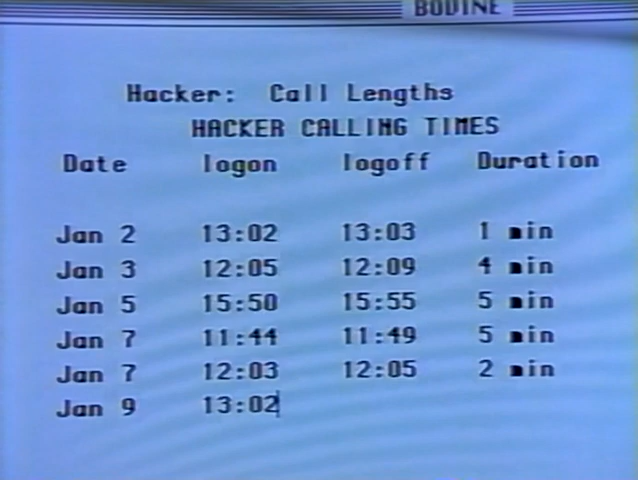 BODINE
Hacker: Call Lengths
HACKER CALLING TIMES
Date logon logoff Duration
Jan 2 13:02 13:03 1 min
Jan 3 12:05 12:09 4 min
Jan 5 15:50 15:55 5 min
Jan 7 11:44 11:49 5 min
Jan 7 12:03 12:05 2 min
Jan 9 13:02